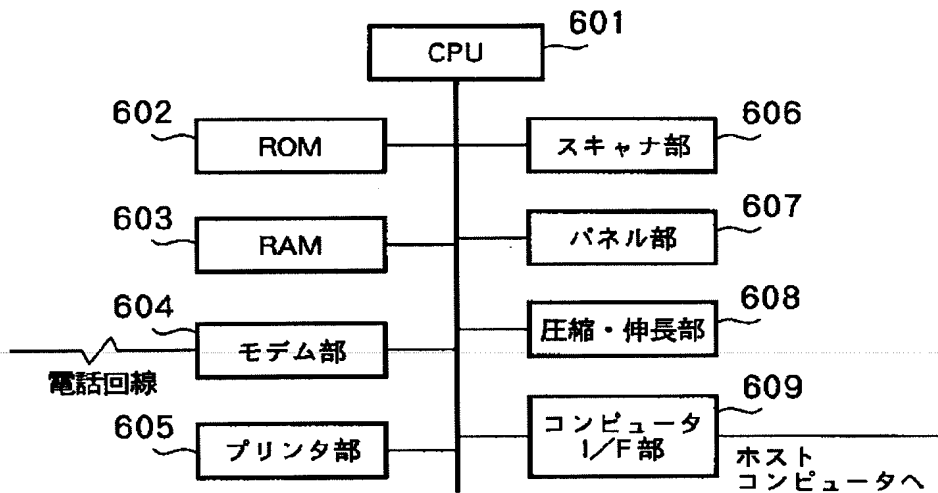 601
CPU
602
ROM
606
スキャナ部
603
RAM
607
パネル部
604
モデム部
電話回線
608
圧縮・伸長部
605
プリンタ部
609
コンピュータ
I/F部
ホスト
コンピュータへ